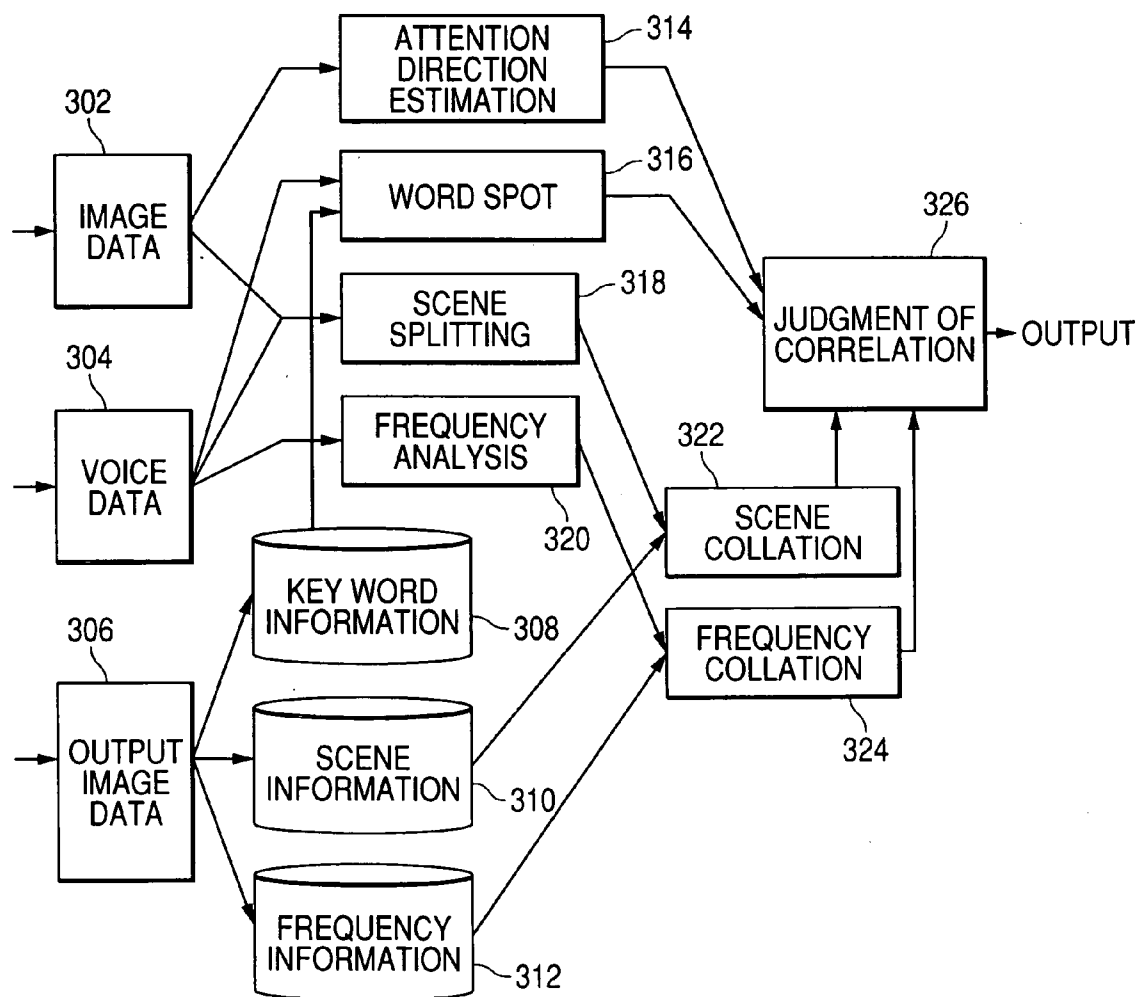 ATTENTION
DIRECTION
ESTIMATION
314
302
IMAGE
DATA
WORD SPOT
316
326
SCENE
SPLITTING
318
JUDGMENT OF
CORRELATION
OUTPUT
304
VOICE
DATA
FREQUENCY
ANALYSIS
320
322
SCENE
COLLATION
KEY WORD
INFORMATION
308
306
FREQUENCY
COLLATION
324
OUTPUT
IMAGE
DATA
SCENE
INFORMATION
310
FREQUENCY
INFORMATION
312